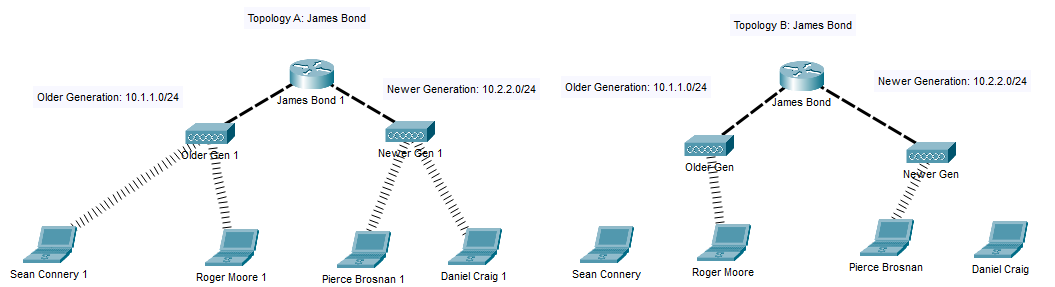 Topology A: James Bond
James Bond 1
Older Generation: 10.1.1.0/24
Newer Generation: 10.2.2.0/24
Older Gen 1
Newer Gen 1
Sean Connery 1
Roger Moore 1
Pierce Brosnan 1
Daniel Craig 1
Topology B: James Bond
James Bond
Older Generation: 10.1.1.0/24
Newer Generation: 10.2.2.0/24
Older Gen
Newer Gen
Sean Connery
Roger Moore
Pierce Brosnan
Daniel Craig